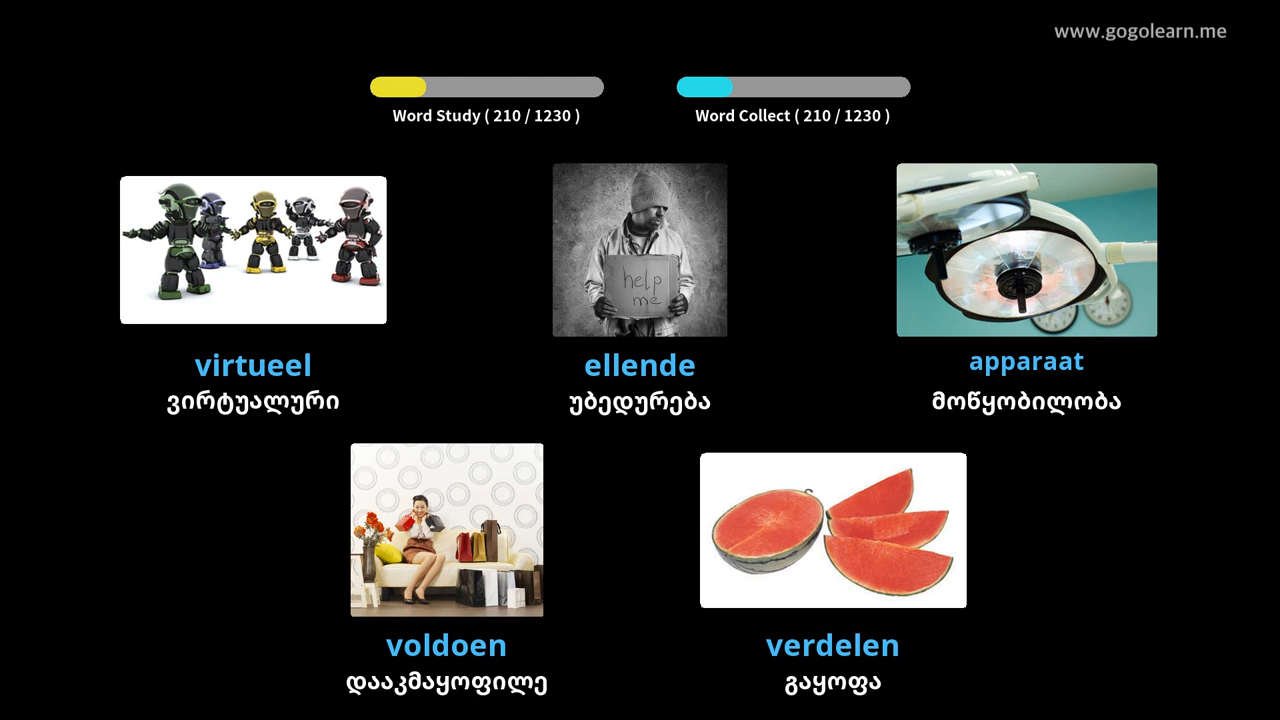 www.gogolearn.me
Word Study ( 210 / 1230 )
Word Collect ( 210 / 1230 )
help
me
virtueel
ვირტუალური
ellende
უბედურება
apparaat
მოწყობილობა
voldoen
დააკმაყოფილე
verdelen
გაყოფა